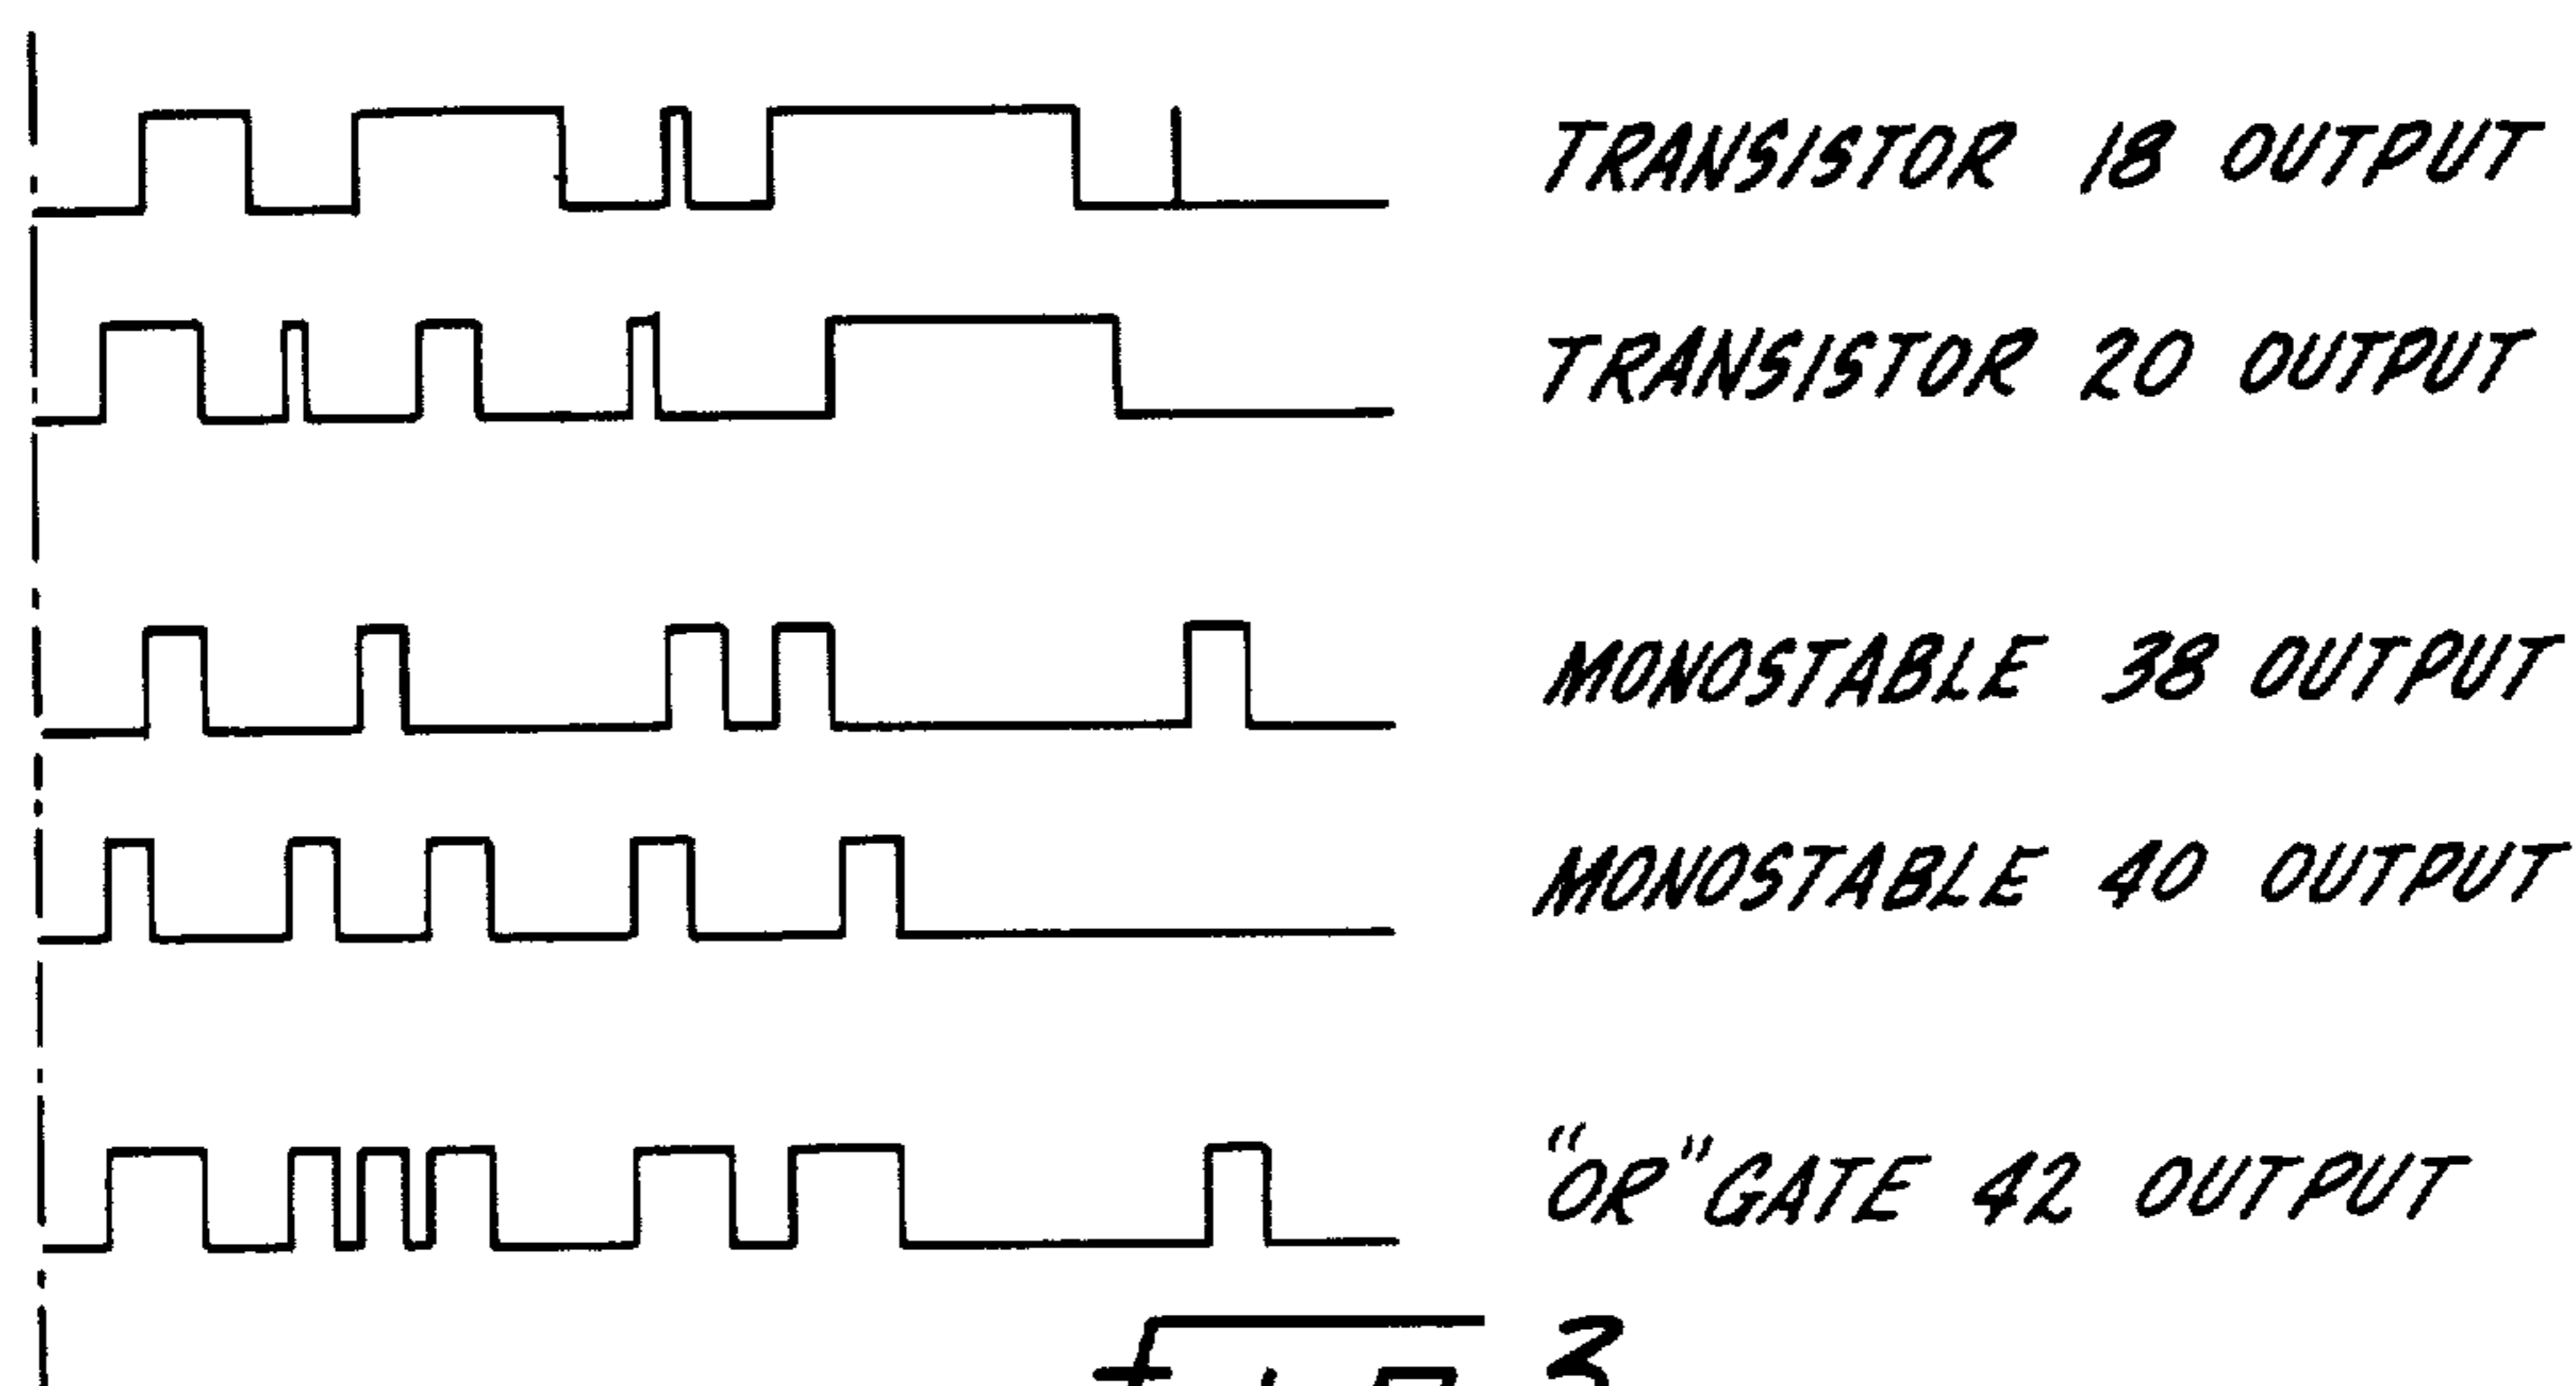 TRANSISTOR 18 OUTPUT
TRANSISTOR 20 OUTPUT
MONOSTABLE 38 OUTPUT
MONOSTABLE 40 OUTPUT
"OR" GATE 42 OUTPUT